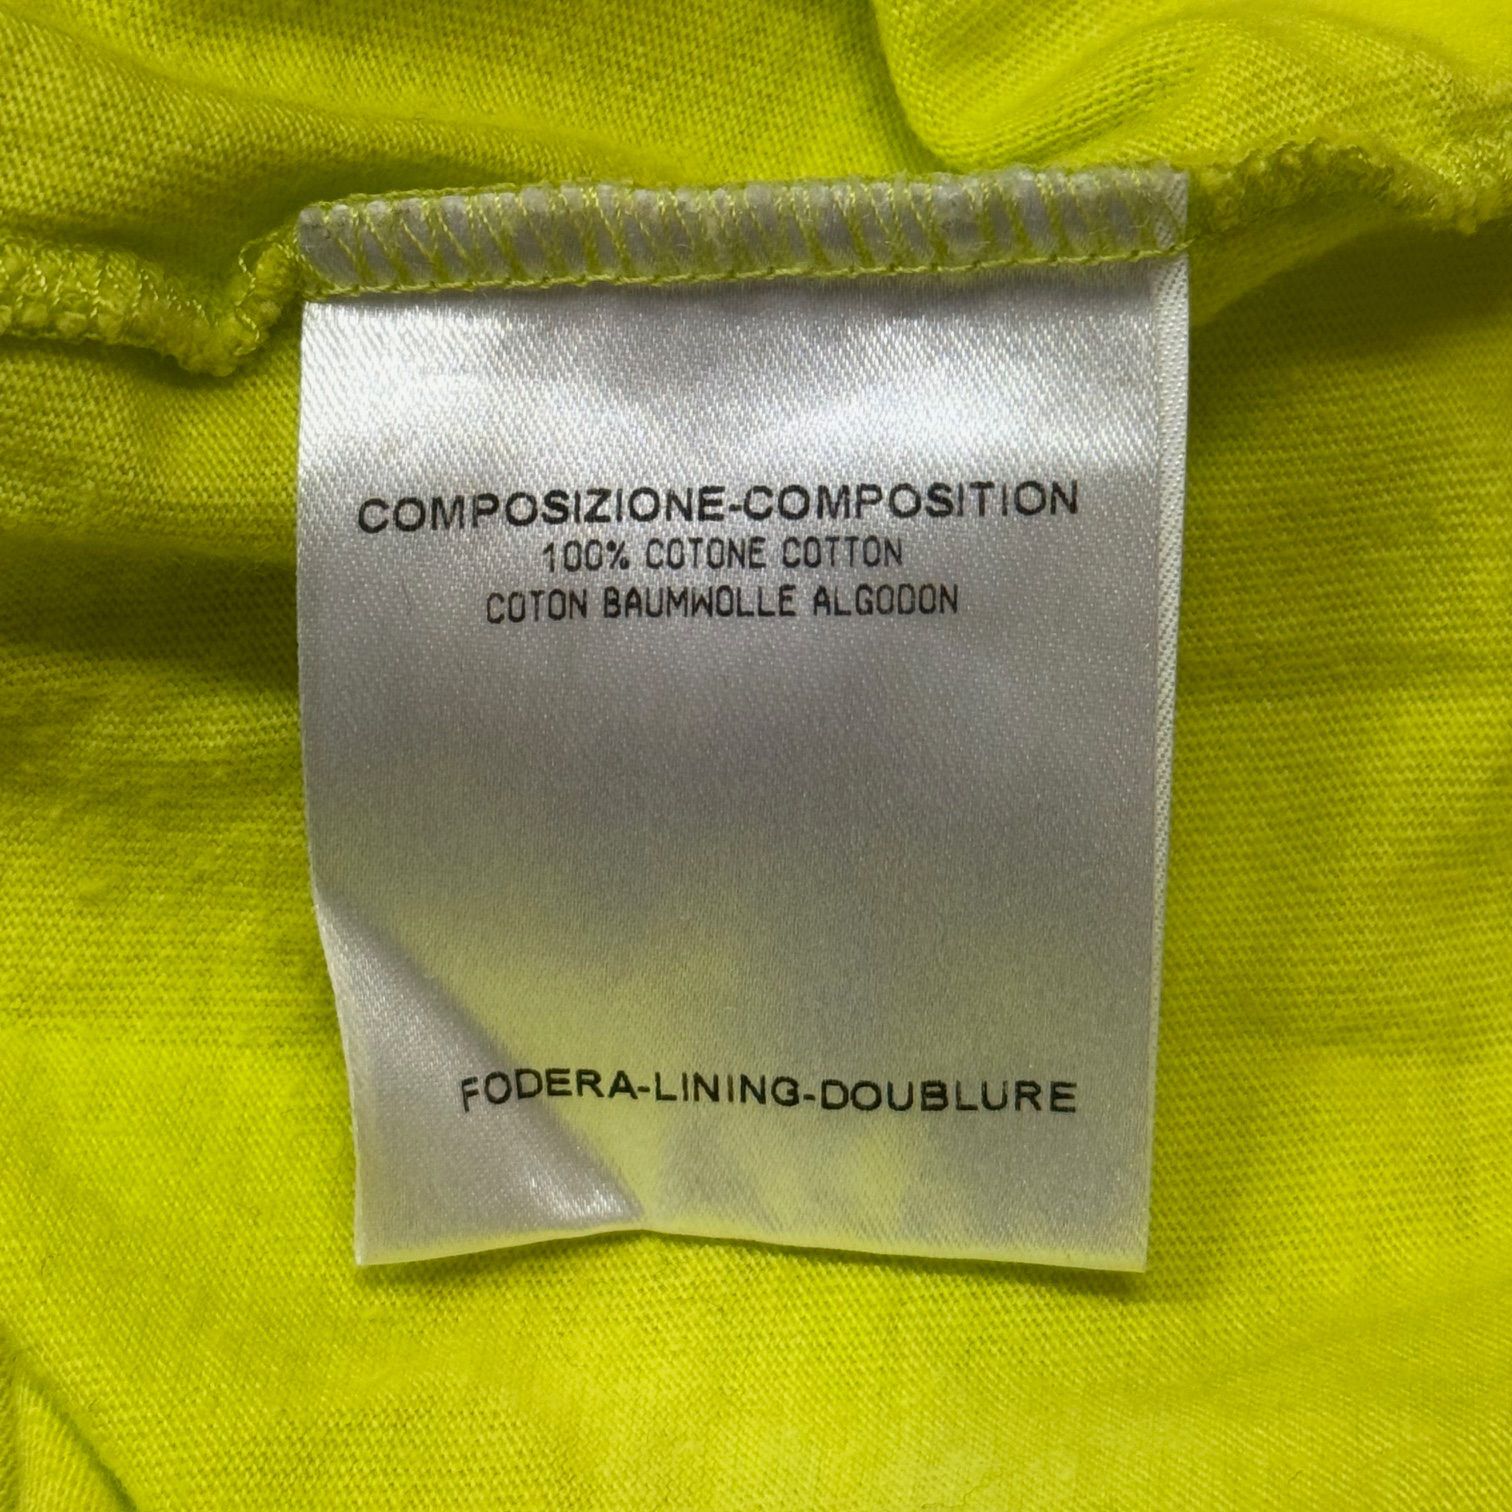 COMPOSIZIONE-COMPOSITION
100% COTONE COTTON
COTON BAUMWOLLE ALGODON
FODERA-LINING-DOUBLURE